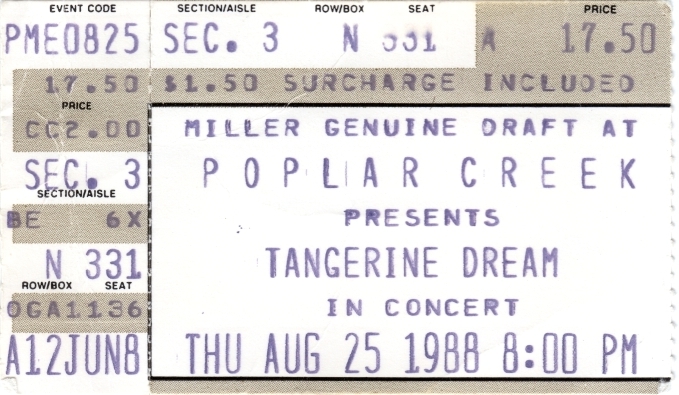 EVENT CODE SECTION/AISLE ROW/BOX SEAT PRICE
PME0825 SEC. 3 N 331 A 17.50
17.50 $1.50 SURCHARGE INCLUDED
PRICE
CC2.00 MILLER GENUINE DRAFT AT
SEC. 3 POPLAR CREEK
SECTION/AISLE
BE 6X PRESENTS
N 331 TANGERINE DREAM
ROW/BOX SEAT
OGA1136 IN CONCERT
A12JUN8 THU AUG 25 1988 8:00 PM